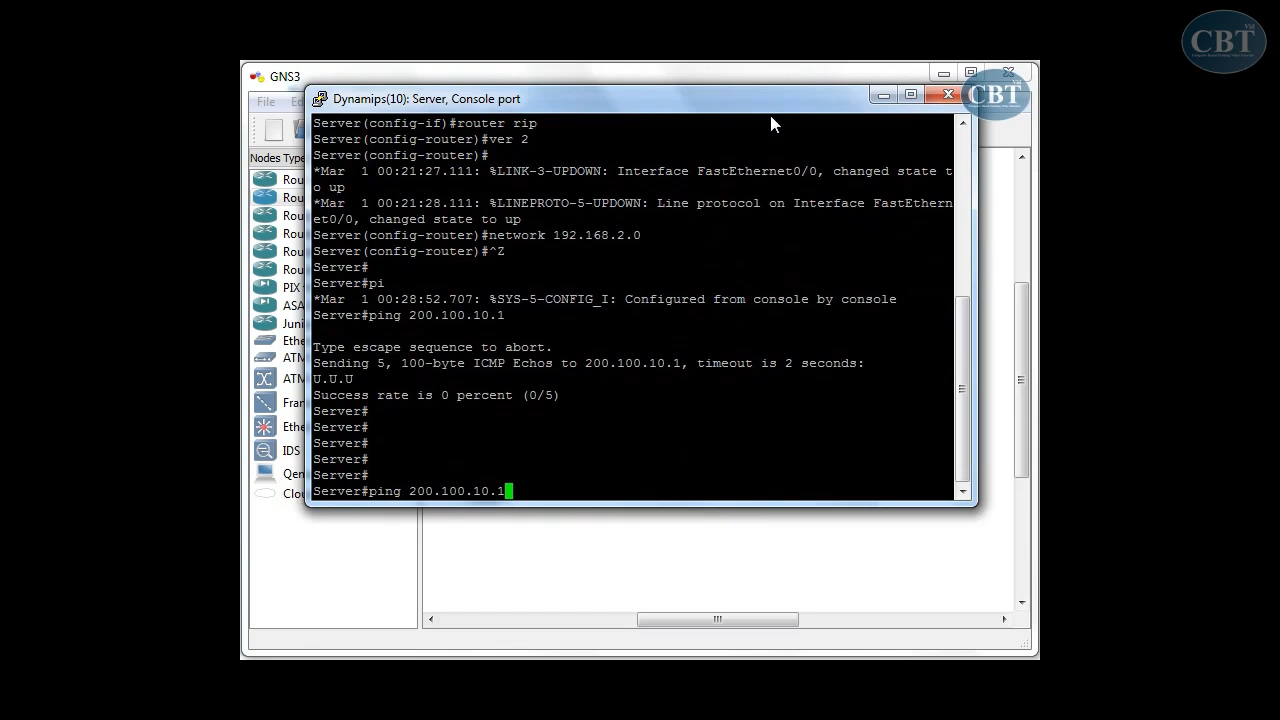 CBT
GNS3
CBT
Dynamips(10): Server, Console port
File
Nodes Type
Server(config-if)#router rip
Server(config-router)#ver 2
Server(config-router)#
*Mar  1 00:21:27.111: %LINK-3-UPDOWN: Interface FastEthernet0/0, changed state t
o up
*Mar  1 00:21:28.111: %LINEPROTO-5-UPDOWN: Line protocol on Interface FastEthern
et0/0, changed state to up
Server(config-router)#network 192.168.2.0
Server(config-router)#^Z
Server#
Server#pi
*Mar  1 00:28:52.707: %SYS-5-CONFIG_I: Configured from console by console
Server#ping 200.100.10.1
Type escape sequence to abort.
Sending 5, 100-byte ICMP Echos to 200.100.10.1, timeout is 2 seconds:
U.U.U
Success rate is 0 percent (0/5)
Server#
Server#
Server#
Server#
Server#
Server#ping 200.100.10.1
Rou
Rou
Rou
Rou
Rou
Rou
PIX
ASA
Juni
Ethe
ATM
ATM
Fran
Ethe
IDS
Qen
Clou